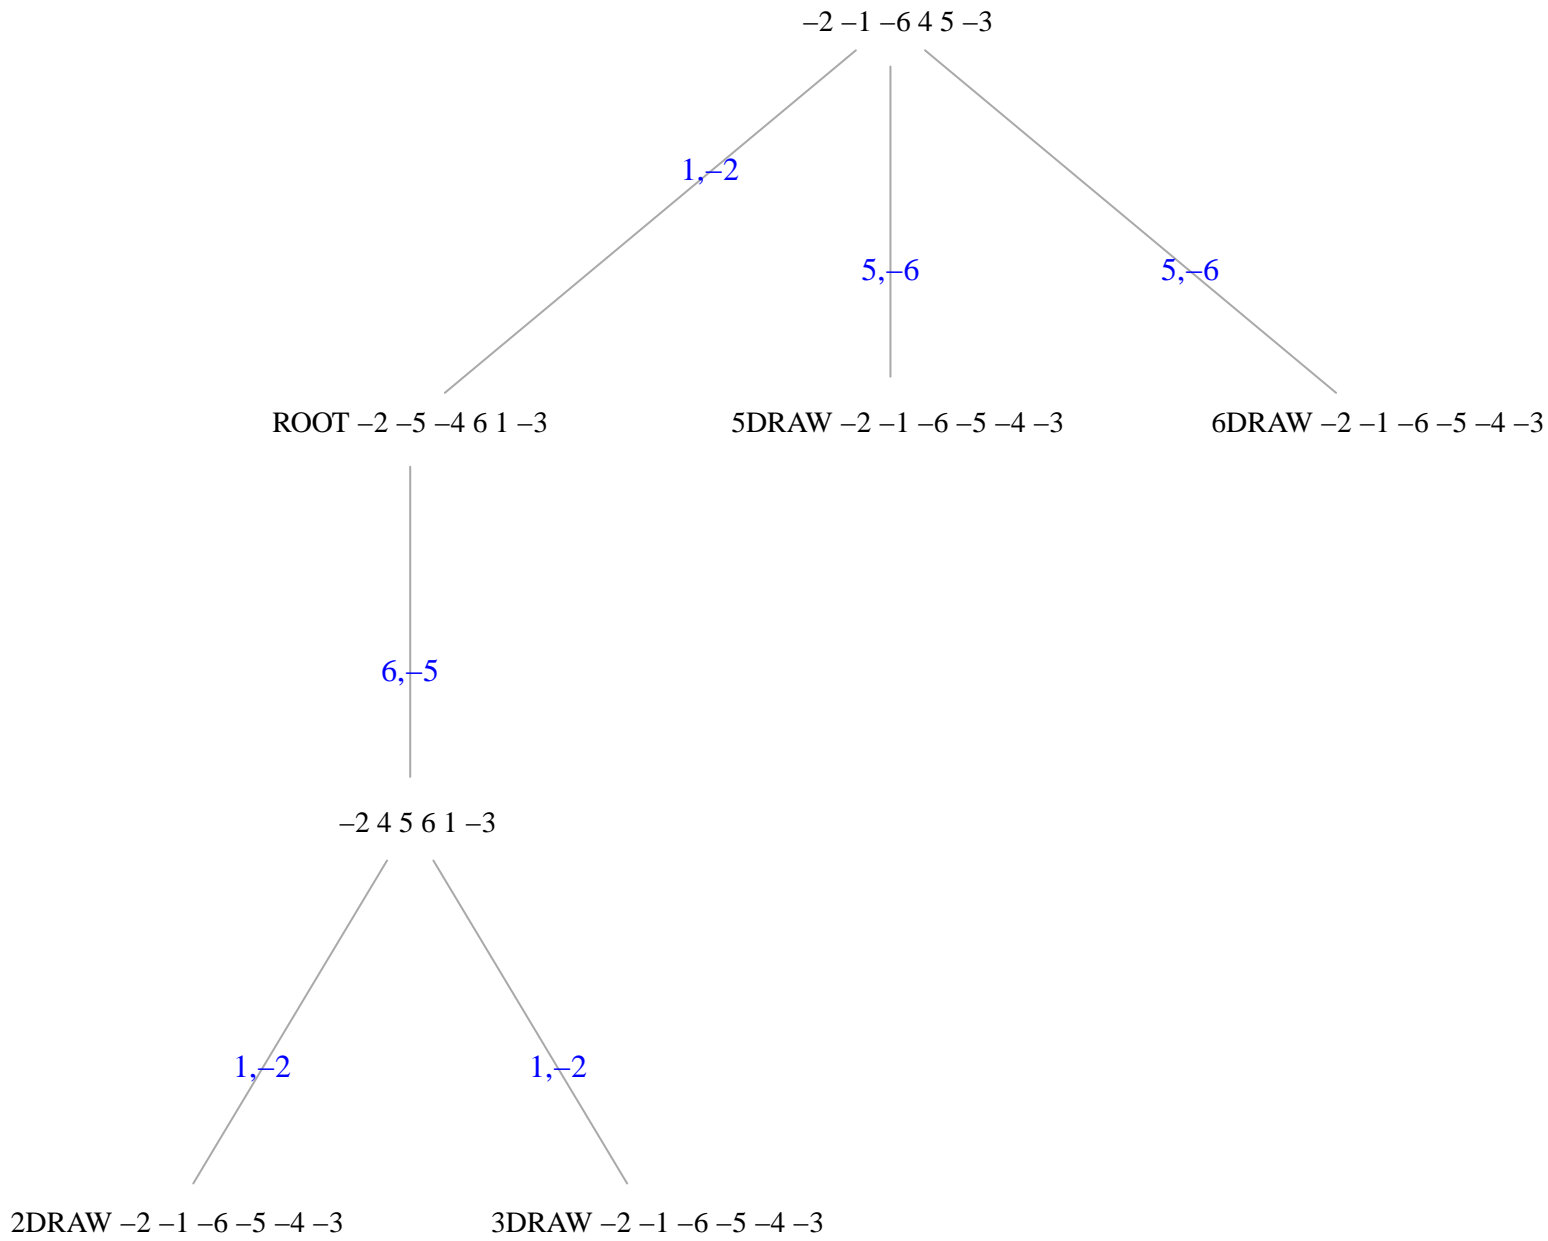 –2 –1 –6 4 5 –3
1,–2
5,–6
5,–6
ROOT –2 –5 –4 6 1 –3
5DRAW –2 –1 –6 –5 –4 –3
6DRAW –2 –1 –6 –5 –4 –3
6,–5
–2 4 5 6 1 –3
1,–2
1,–2
2DRAW –2 –1 –6 –5 –4 –3
3DRAW –2 –1 –6 –5 –4 –3